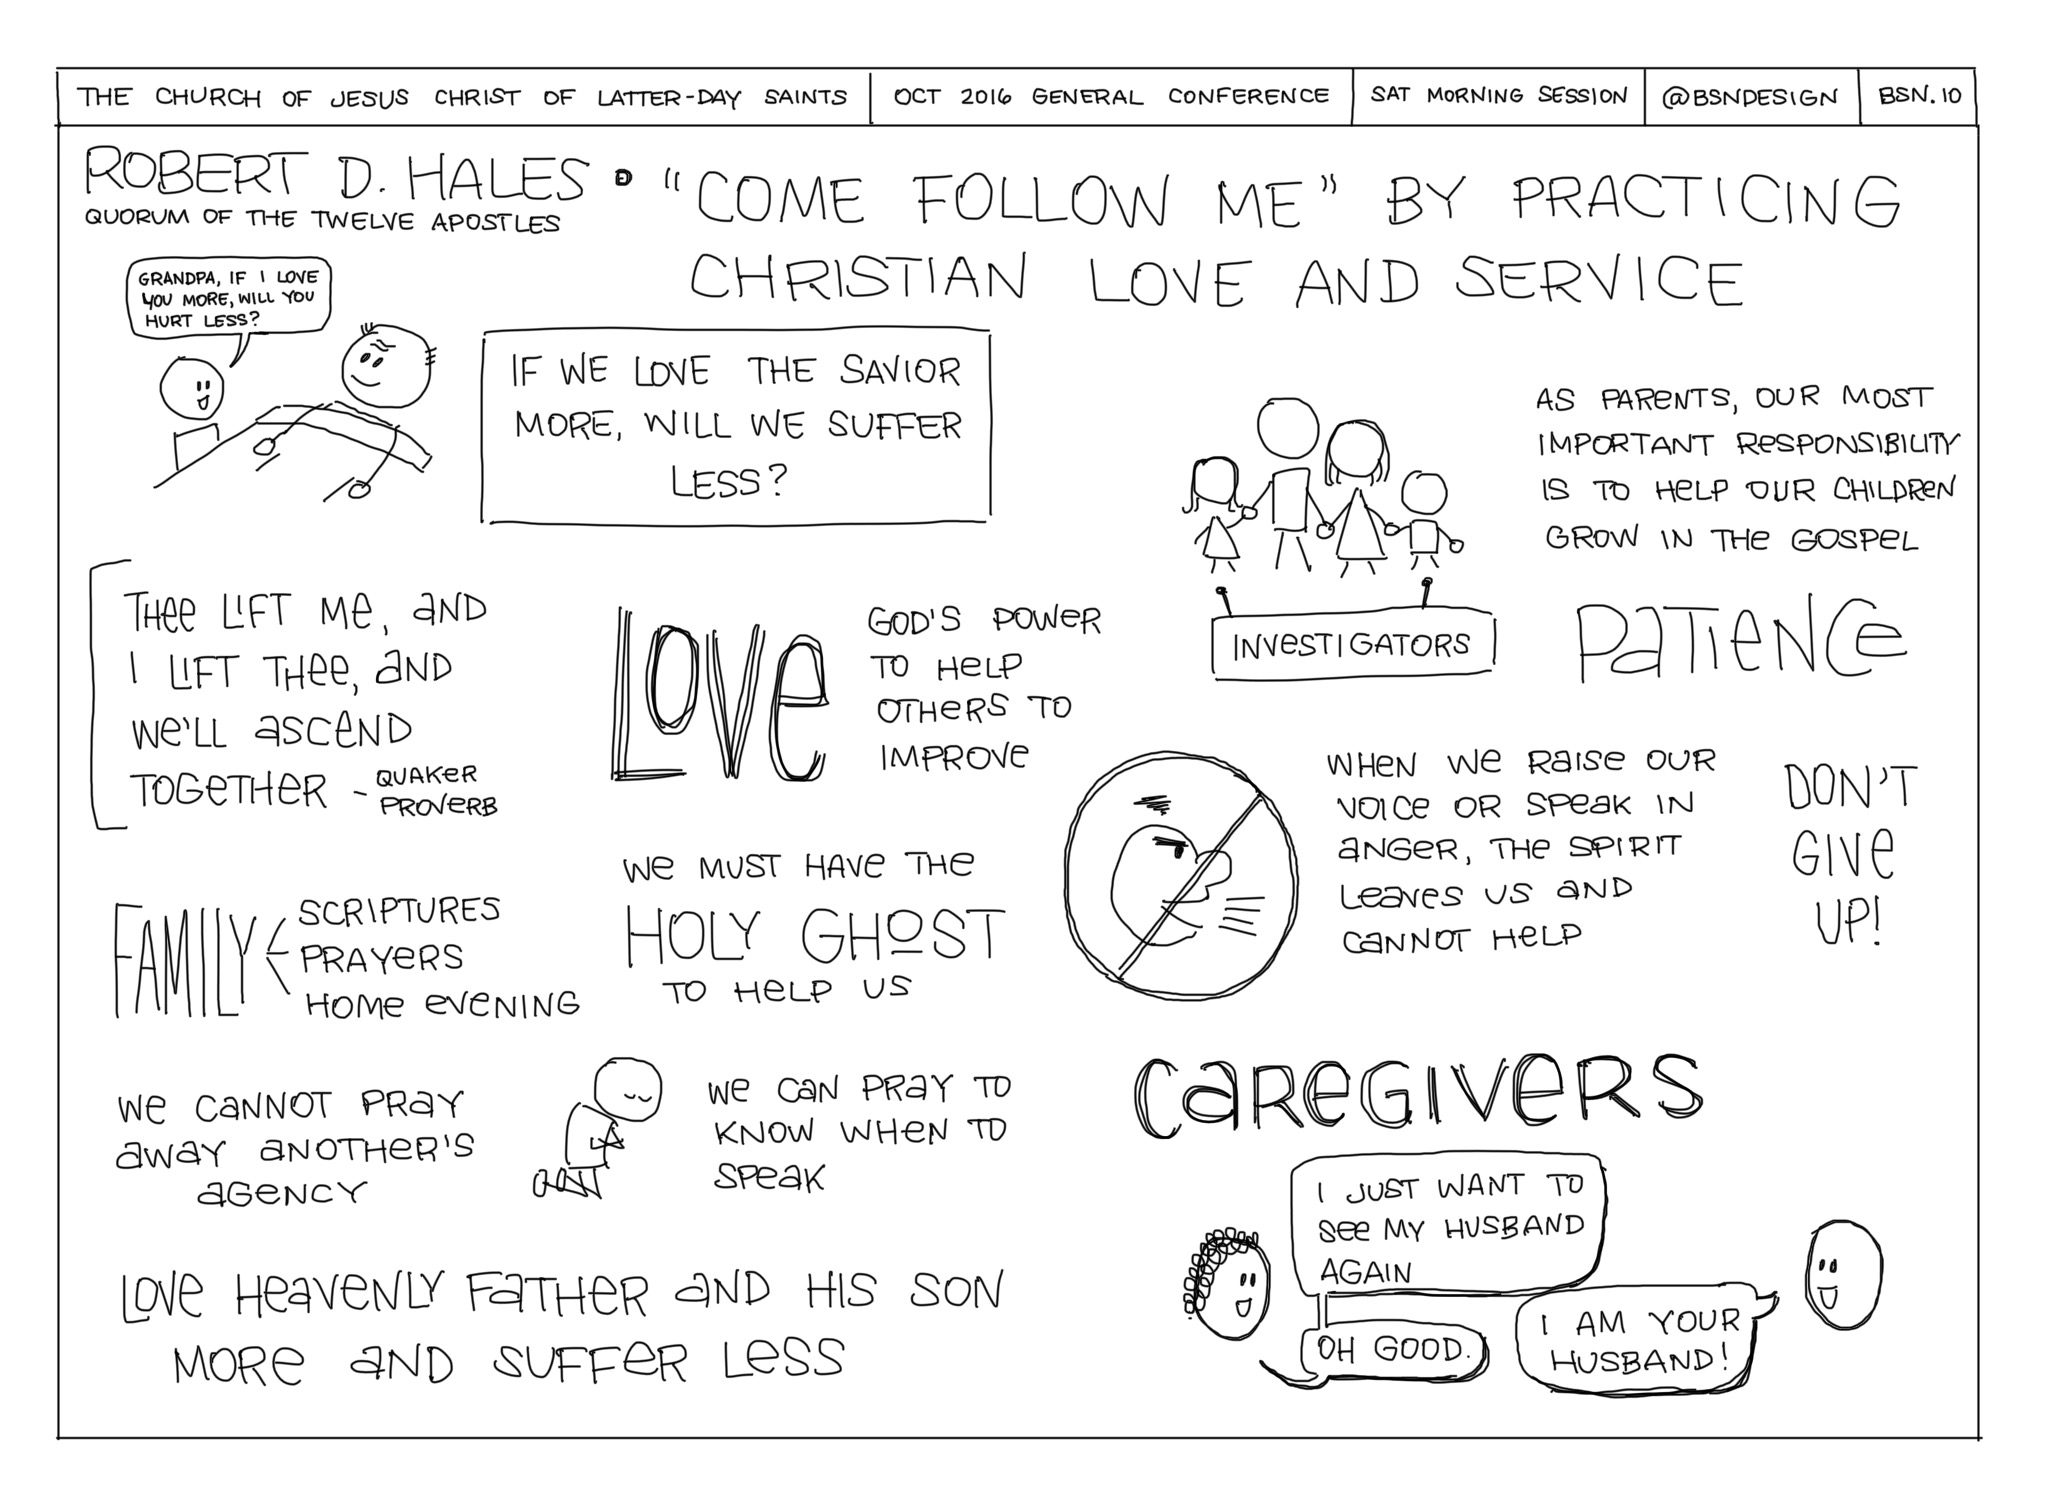 THE CHURCH OF JESUS CHRIST OF LATTER-DAY SAINTS
OCT 2016 GENERAL CONFERENCE
SAT MORNING SESSION
@BSNDESIGN
BSN.10
ROBERT D. HALES •
QUORUM OF THE TWELVE APOSTLES
"COME FOLLOW ME" BY PRACTICING
CHRISTIAN LOVE AND SERVICE
GRANDPA, IF I LOVE
YOU MORE, WILL YOU
HURT LESS?
IF WE LOVE THE SAVIOR
MORE, WILL WE SUFFER
LESS?
AS PARENTS, OUR MOST
IMPORTANT RESPONSIBILITY
IS TO HELP OUR CHILDREN
GROW IN THE GOSPEL
INVESTIGATORS
PATIENCE
THEE LIFT ME, AND
I LIFT THEE, AND
WE'LL ASCEND
TOGETHER - QUAKER
PROVERB
LOVE
GOD'S POWER
TO HELP
OTHERS TO
IMPROVE
WHEN WE RAISE OUR
VOICE OR SPEAK IN
ANGER, THE SPIRIT
LEAVES US AND
CANNOT HELP
DON'T
GIVE
UP!
FAMILY
SCRIPTURES
PRAYERS
HOME EVENING
WE MUST HAVE THE
HOLY GHOST
TO HELP US
WE CANNOT PRAY
AWAY ANOTHER'S
AGENCY
WE CAN PRAY TO
KNOW WHEN TO
SPEAK
CAREGIVERS
I JUST WANT TO
SEE MY HUSBAND
AGAIN
I AM YOUR
HUSBAND!
OH GOOD.
LOVE HEAVENLY FATHER AND HIS SON
MORE AND SUFFER LESS